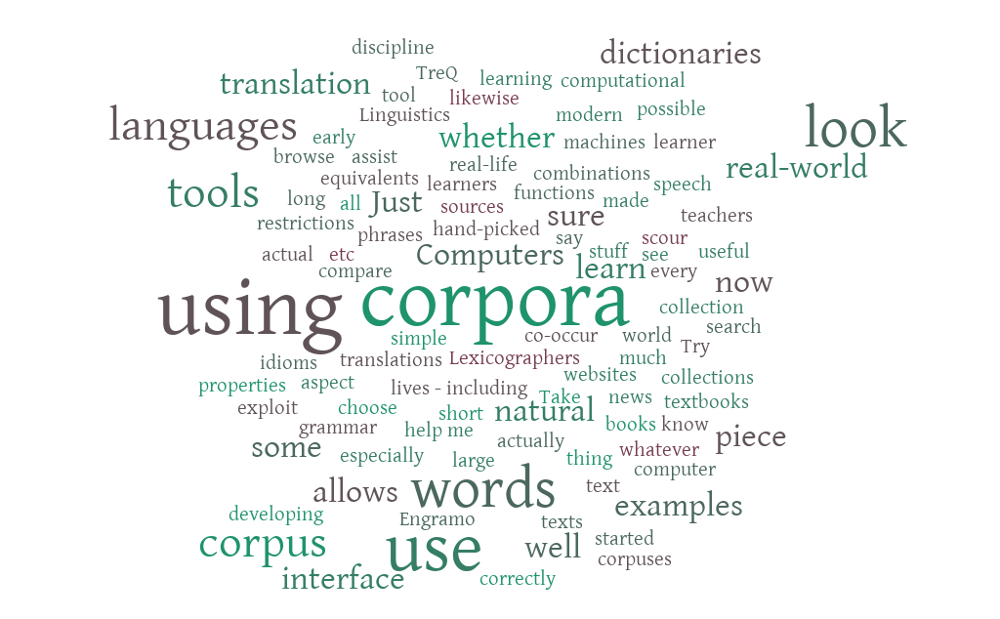 discipline
dictionaries
translation
TreQ
learning
computational
tool
likewise
languages
Linguistics
modern
possible
look
early
whether
machines
learner
browse
assist
real-life
real-world
tools
equivalents
learners
combinations
speech
long
all
Just
sources
functions
made
restrictions
phrases
hand-picked
sure
teachers
say
scour
actual
etc
Computers
stuff
see
useful
compare
learn
every
now
using
corpora
collection
simple
co-occur
world
search
Try
idioms
translations
Lexicographers
much
properties
aspect
lives - including
websites
collections
exploit
choose
short
Take
news
textbooks
grammar
help me
natural
books
know
some
especially
actually
whatever
piece
large
thing
computer
allows
words
text
examples
developing
Engramo
texts
corpus
use
well
started
corpuses
interface
correctly